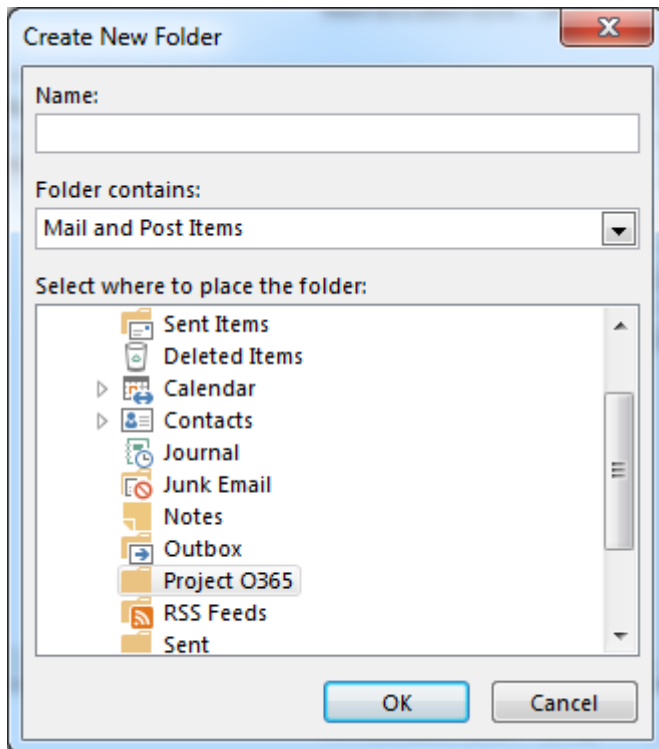 Create New Folder
Name:
Folder contains:
Mail and Post Items
Select where to place the folder:
Sent Items
Deleted Items
Calendar
Contacts
Journal
Junk Email
Notes
Outbox
Project O365
RSS Feeds
Sent
OK Cancel